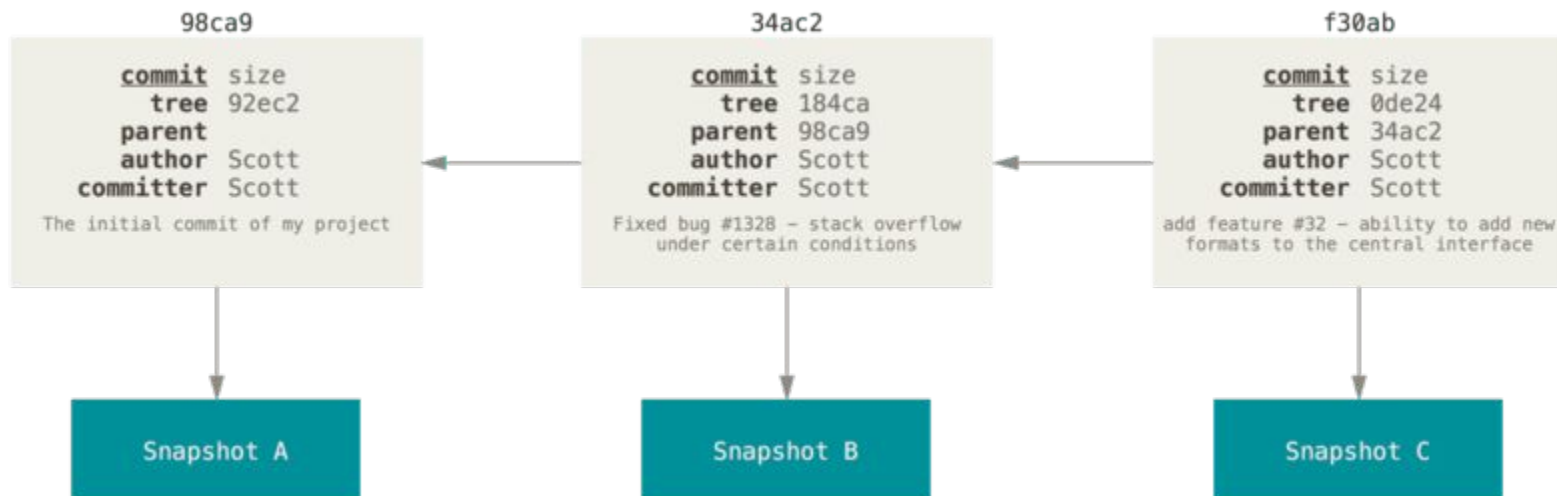 98ca9
commit size
tree 92ec2
parent
author Scott
committer Scott
The initial commit of my project
34ac2
commit size
tree 184ca
parent 98ca9
author Scott
committer Scott
Fixed bug #1328 – stack overflow
under certain conditions
f30ab
commit size
tree 0de24
parent 34ac2
author Scott
committer Scott
add feature #32 – ability to add new
formats to the central interface
Snapshot A
Snapshot B
Snapshot C